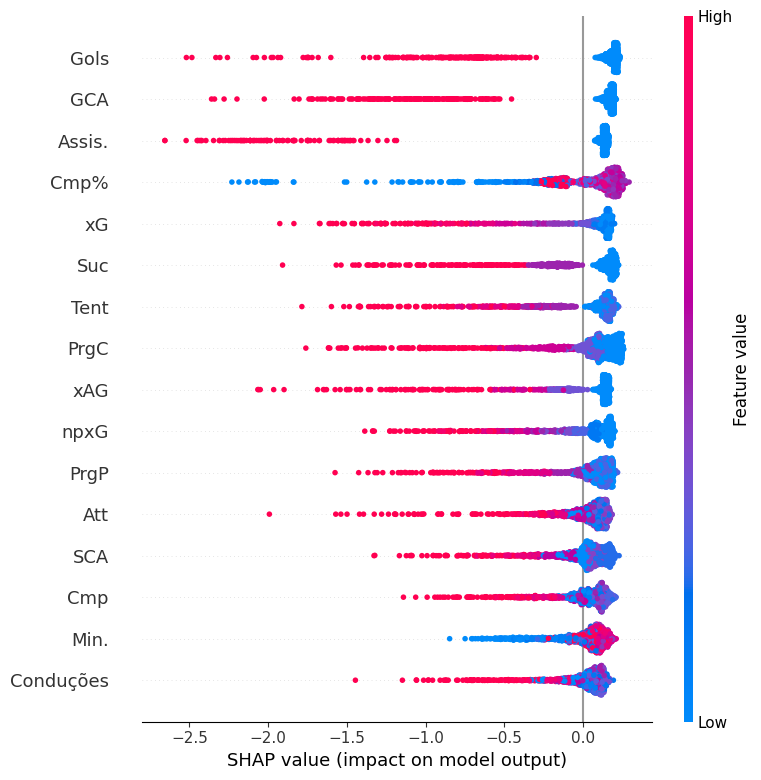 High
Gols
GCA
Assis.
Cmp%
xG
Suc
Tent
PrgC
xAG
npxG
PrgP
Att
SCA
Cmp
Min.
Conduções
Feature value
Low
−2.5 −2.0 −1.5 −1.0 −0.5 0.0
SHAP value (impact on model output)